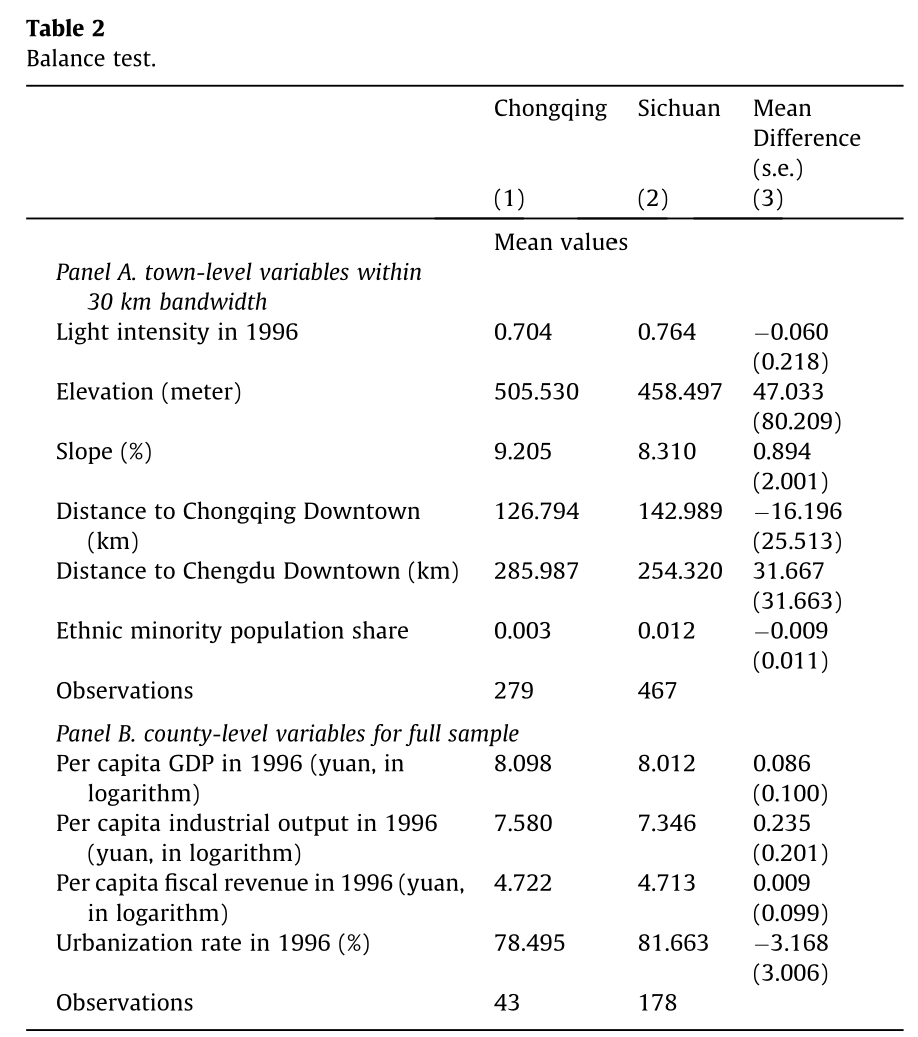 Table 2
Balance test.
Chongqing Sichuan Mean
Difference
(s.e.)
(1) (2) (3)
Mean values
Panel A. town-level variables within
30 km bandwidth
Light intensity in 1996 0.704 0.764 −0.060
(0.218)
Elevation (meter) 505.530 458.497 47.033
(80.209)
Slope (%) 9.205 8.310 0.894
(2.001)
Distance to Chongqing Downtown 126.794 142.989 −16.196
(km) (25.513)
Distance to Chengdu Downtown (km) 285.987 254.320 31.667
(31.663)
Ethnic minority population share 0.003 0.012 −0.009
(0.011)
Observations 279 467
Panel B. county-level variables for full sample
Per capita GDP in 1996 (yuan, in 8.098 8.012 0.086
logarithm) (0.100)
Per capita industrial output in 1996 7.580 7.346 0.235
(yuan, in logarithm) (0.201)
Per capita fiscal revenue in 1996 (yuan, 4.722 4.713 0.009
in logarithm) (0.099)
Urbanization rate in 1996 (%) 78.495 81.663 −3.168
(3.006)
Observations 43 178